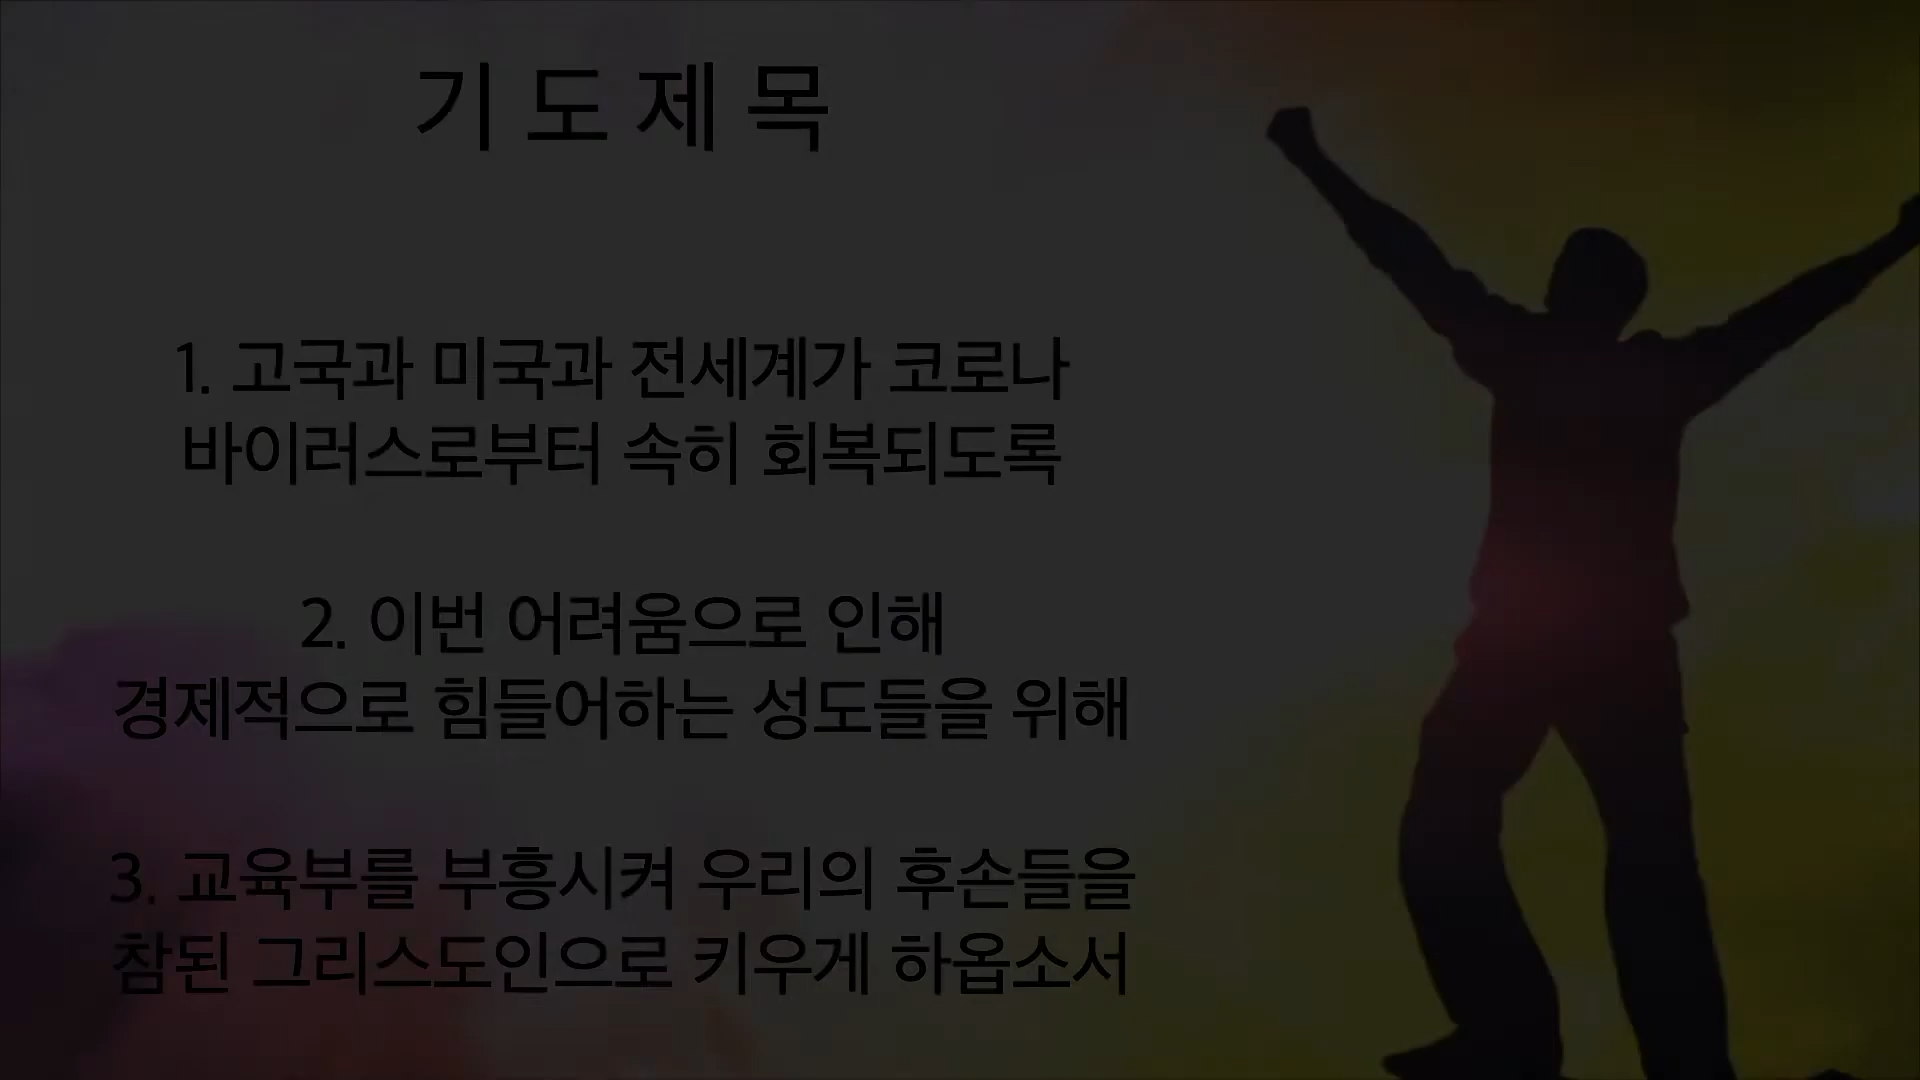 기 도 제 목
1. 고국과 미국과 전세계가 코로나
바이러스로부터 속히 회복되도록
2. 이번 어려움으로 인해
경제적으로 힘들어하는 성도들을 위해
3. 교육부를 부흥시켜 우리의 후손들을
참된 그리스도인으로 키우게 하옵소서